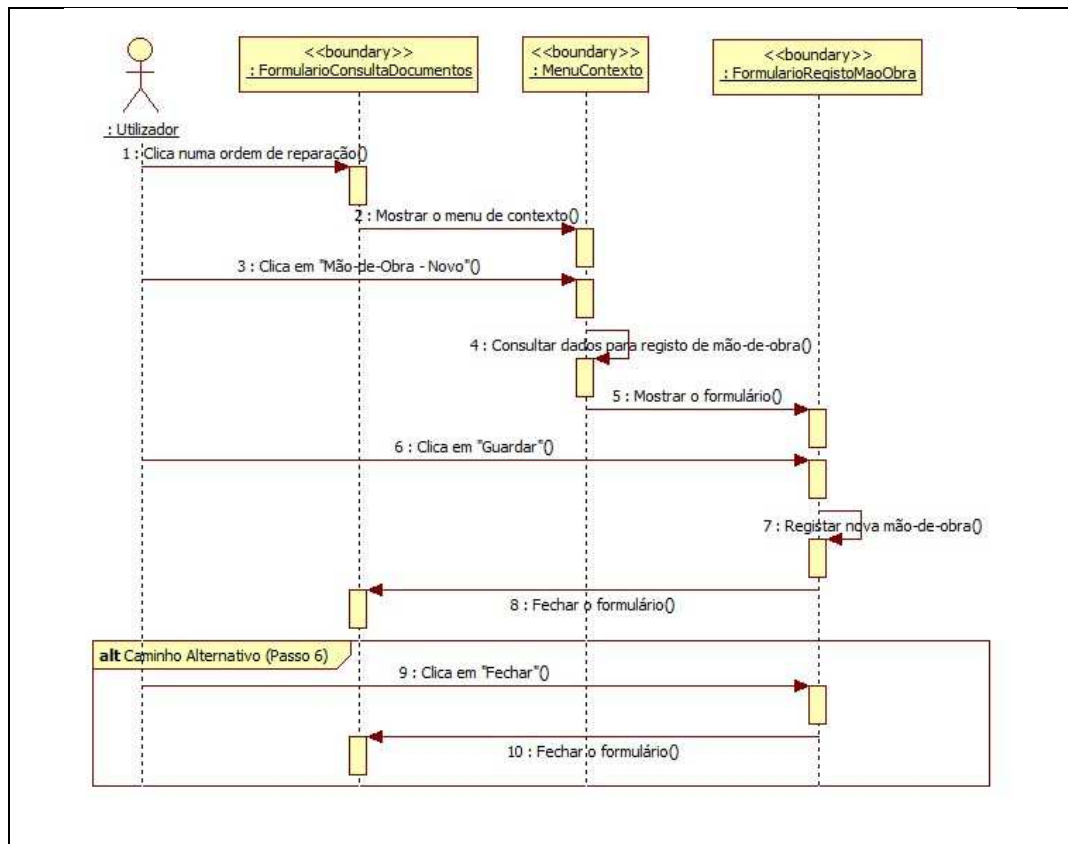 <<boundary>>
: FormularioConsultaDocumentos
<<boundary>>
: MenuContexto
<<boundary>>
: FormularioRegistoMaoObra
: Utilizador
1 : Clica numa ordem de reparação()
2 : Mostrar o menu de contexto()
3 : Clica em "Mão-de-Obra - Novo"()
4 : Consultar dados para registo de mão-de-obra()
5 : Mostrar o formulário()
6 : Clica em "Guardar"()
7 : Registar nova mão-de-obra()
8 : Fechar o formulário()
alt Caminho Alternativo (Passo 6)
9 : Clica em "Fechar"()
10 : Fechar o formulário()